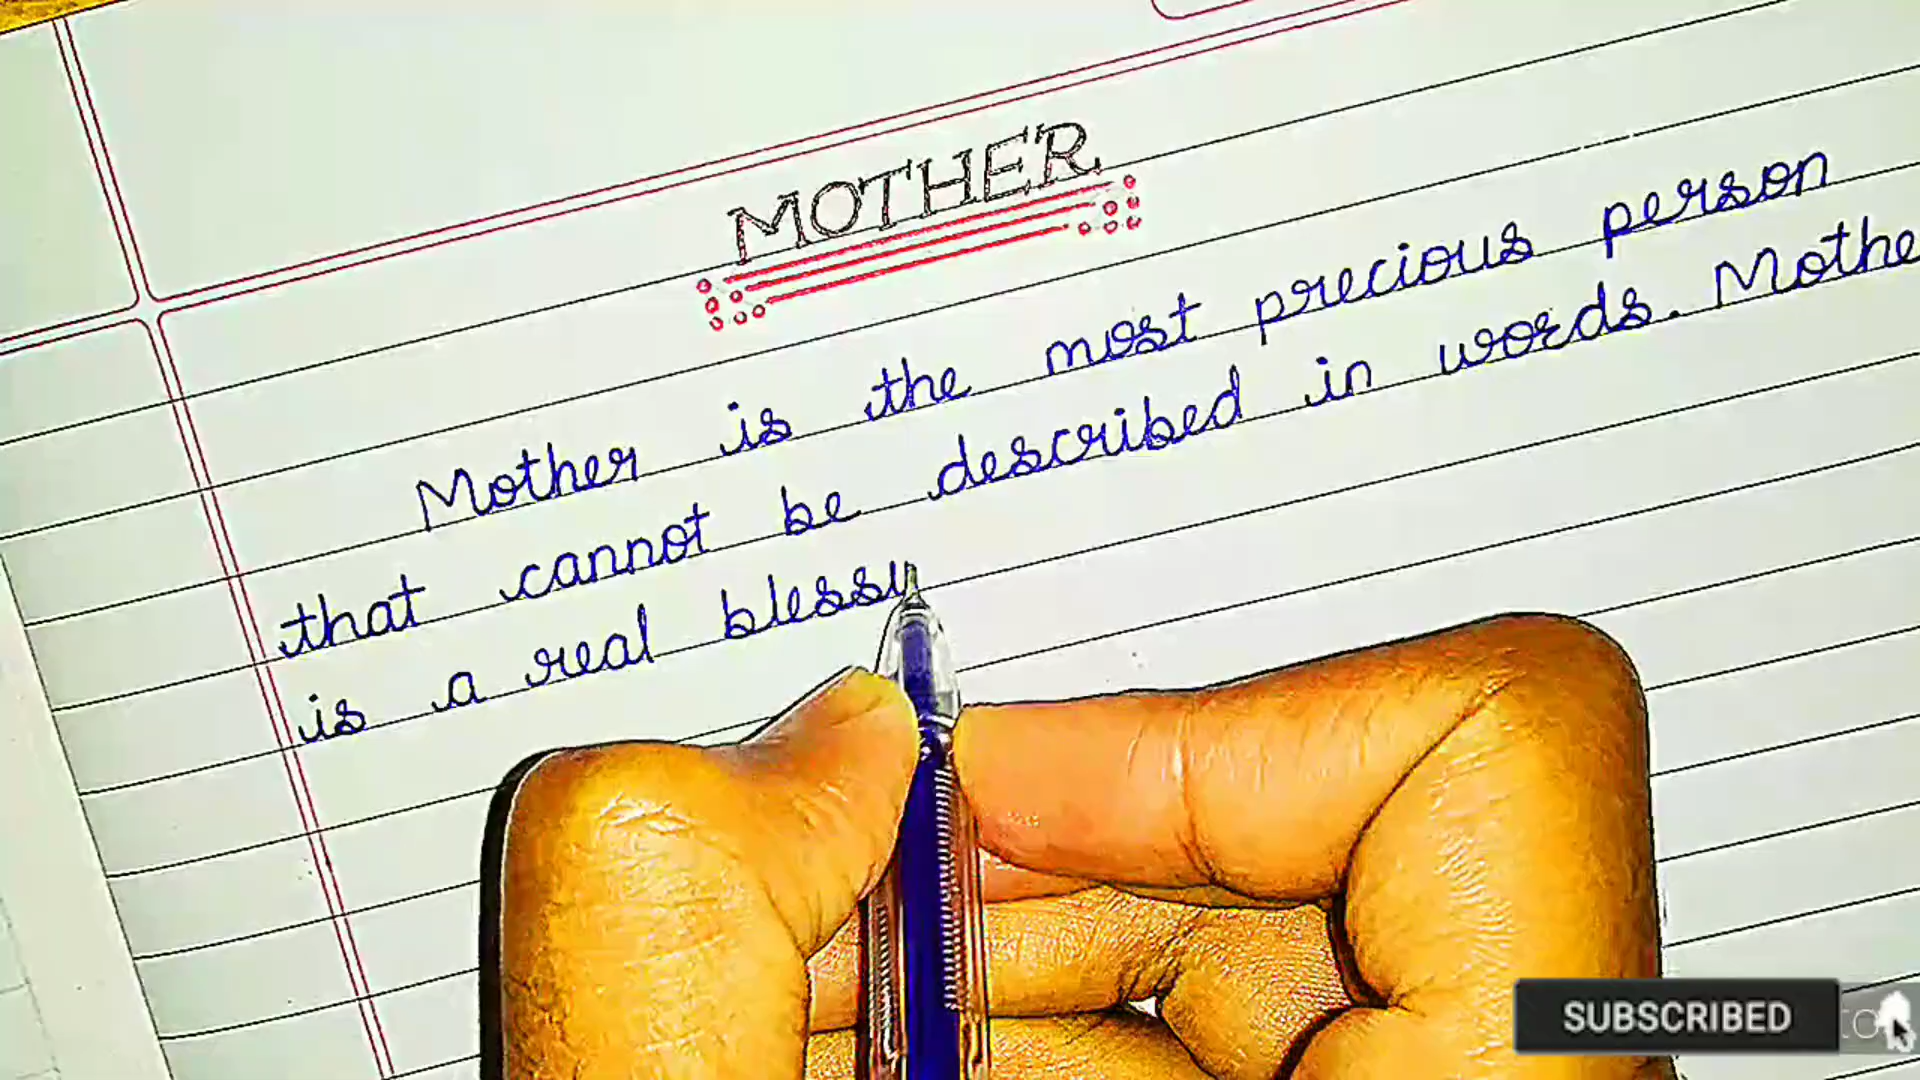 MOTHER
Mother is the most precious person
that cannot be described in words. Mothe
is a real
SUBSCRIBED